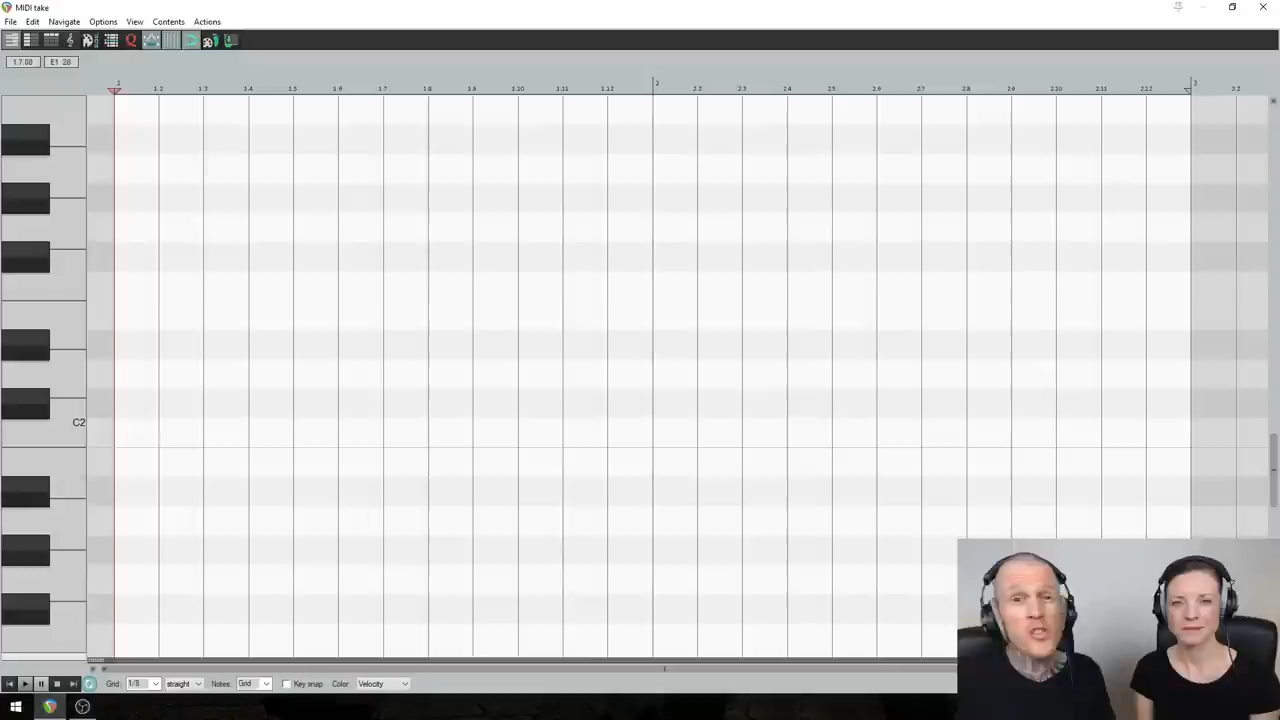 MIDI take
File Edit Navigate Options View Contents Actions
Q
1.7.08 E1 28
1 1.2 1.3 1.4 1.5 1.6 1.7 1.8 1.9 1.10 1.11 1.12 2 2.2 2.3 2.4 2.5 2.6 2.7 2.8 2.9 2.10 2.11 2.12 3 3.2
C2
Grid: 1/8 straight Notes: Grid Key snap Color: Velocity